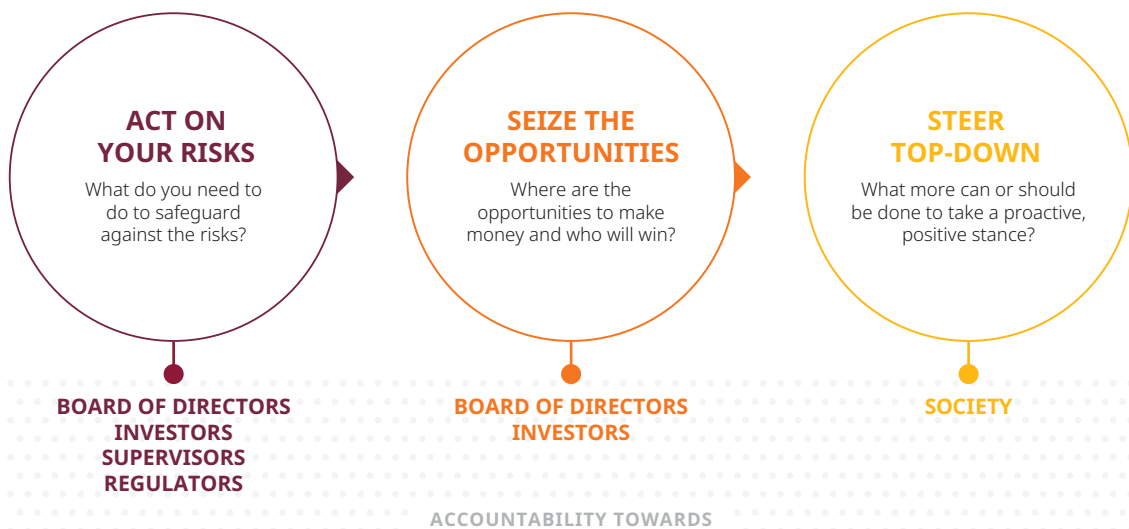 ACT ON
YOUR RISKS
What do you need to
do to safeguard
against the risks?
SEIZE THE
OPPORTUNITIES
Where are the
opportunities to make
money and who will win?
STEER
TOP-DOWN
What more can or should
be done to take a proactive,
positive stance?
BOARD OF DIRECTORS
INVESTORS
SUPERVISORS
REGULATORS
BOARD OF DIRECTORS
INVESTORS
SOCIETY
ACCOUNTABILITY TOWARDS